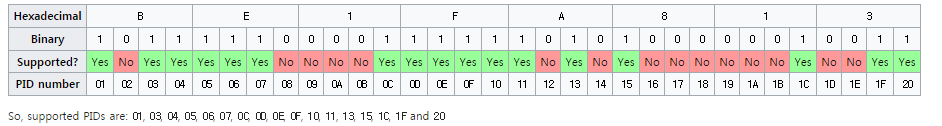 Hexadecimal B E 1 F A 8 1 3
Binary 1 0 1 1 1 1 1 0 0 0 0 1 1 1 1 1 1 0 1 0 1 0 0 0 0 0 0 1 0 0 1 1
Supported? Yes No Yes Yes Yes Yes Yes No No No No Yes Yes Yes Yes Yes Yes No Yes No Yes No No No No No No Yes No No Yes Yes
PID number 01 02 03 04 05 06 07 08 09 0A 0B 0C 0D 0E 0F 10 11 12 13 14 15 16 17 18 19 1A 1B 1C 1D 1E 1F 20
So, supported PIDs are: 01, 03, 04, 05, 06, 07, 0C, 0D, 0E, 0F, 10, 11, 13, 15, 1C, 1F and 20